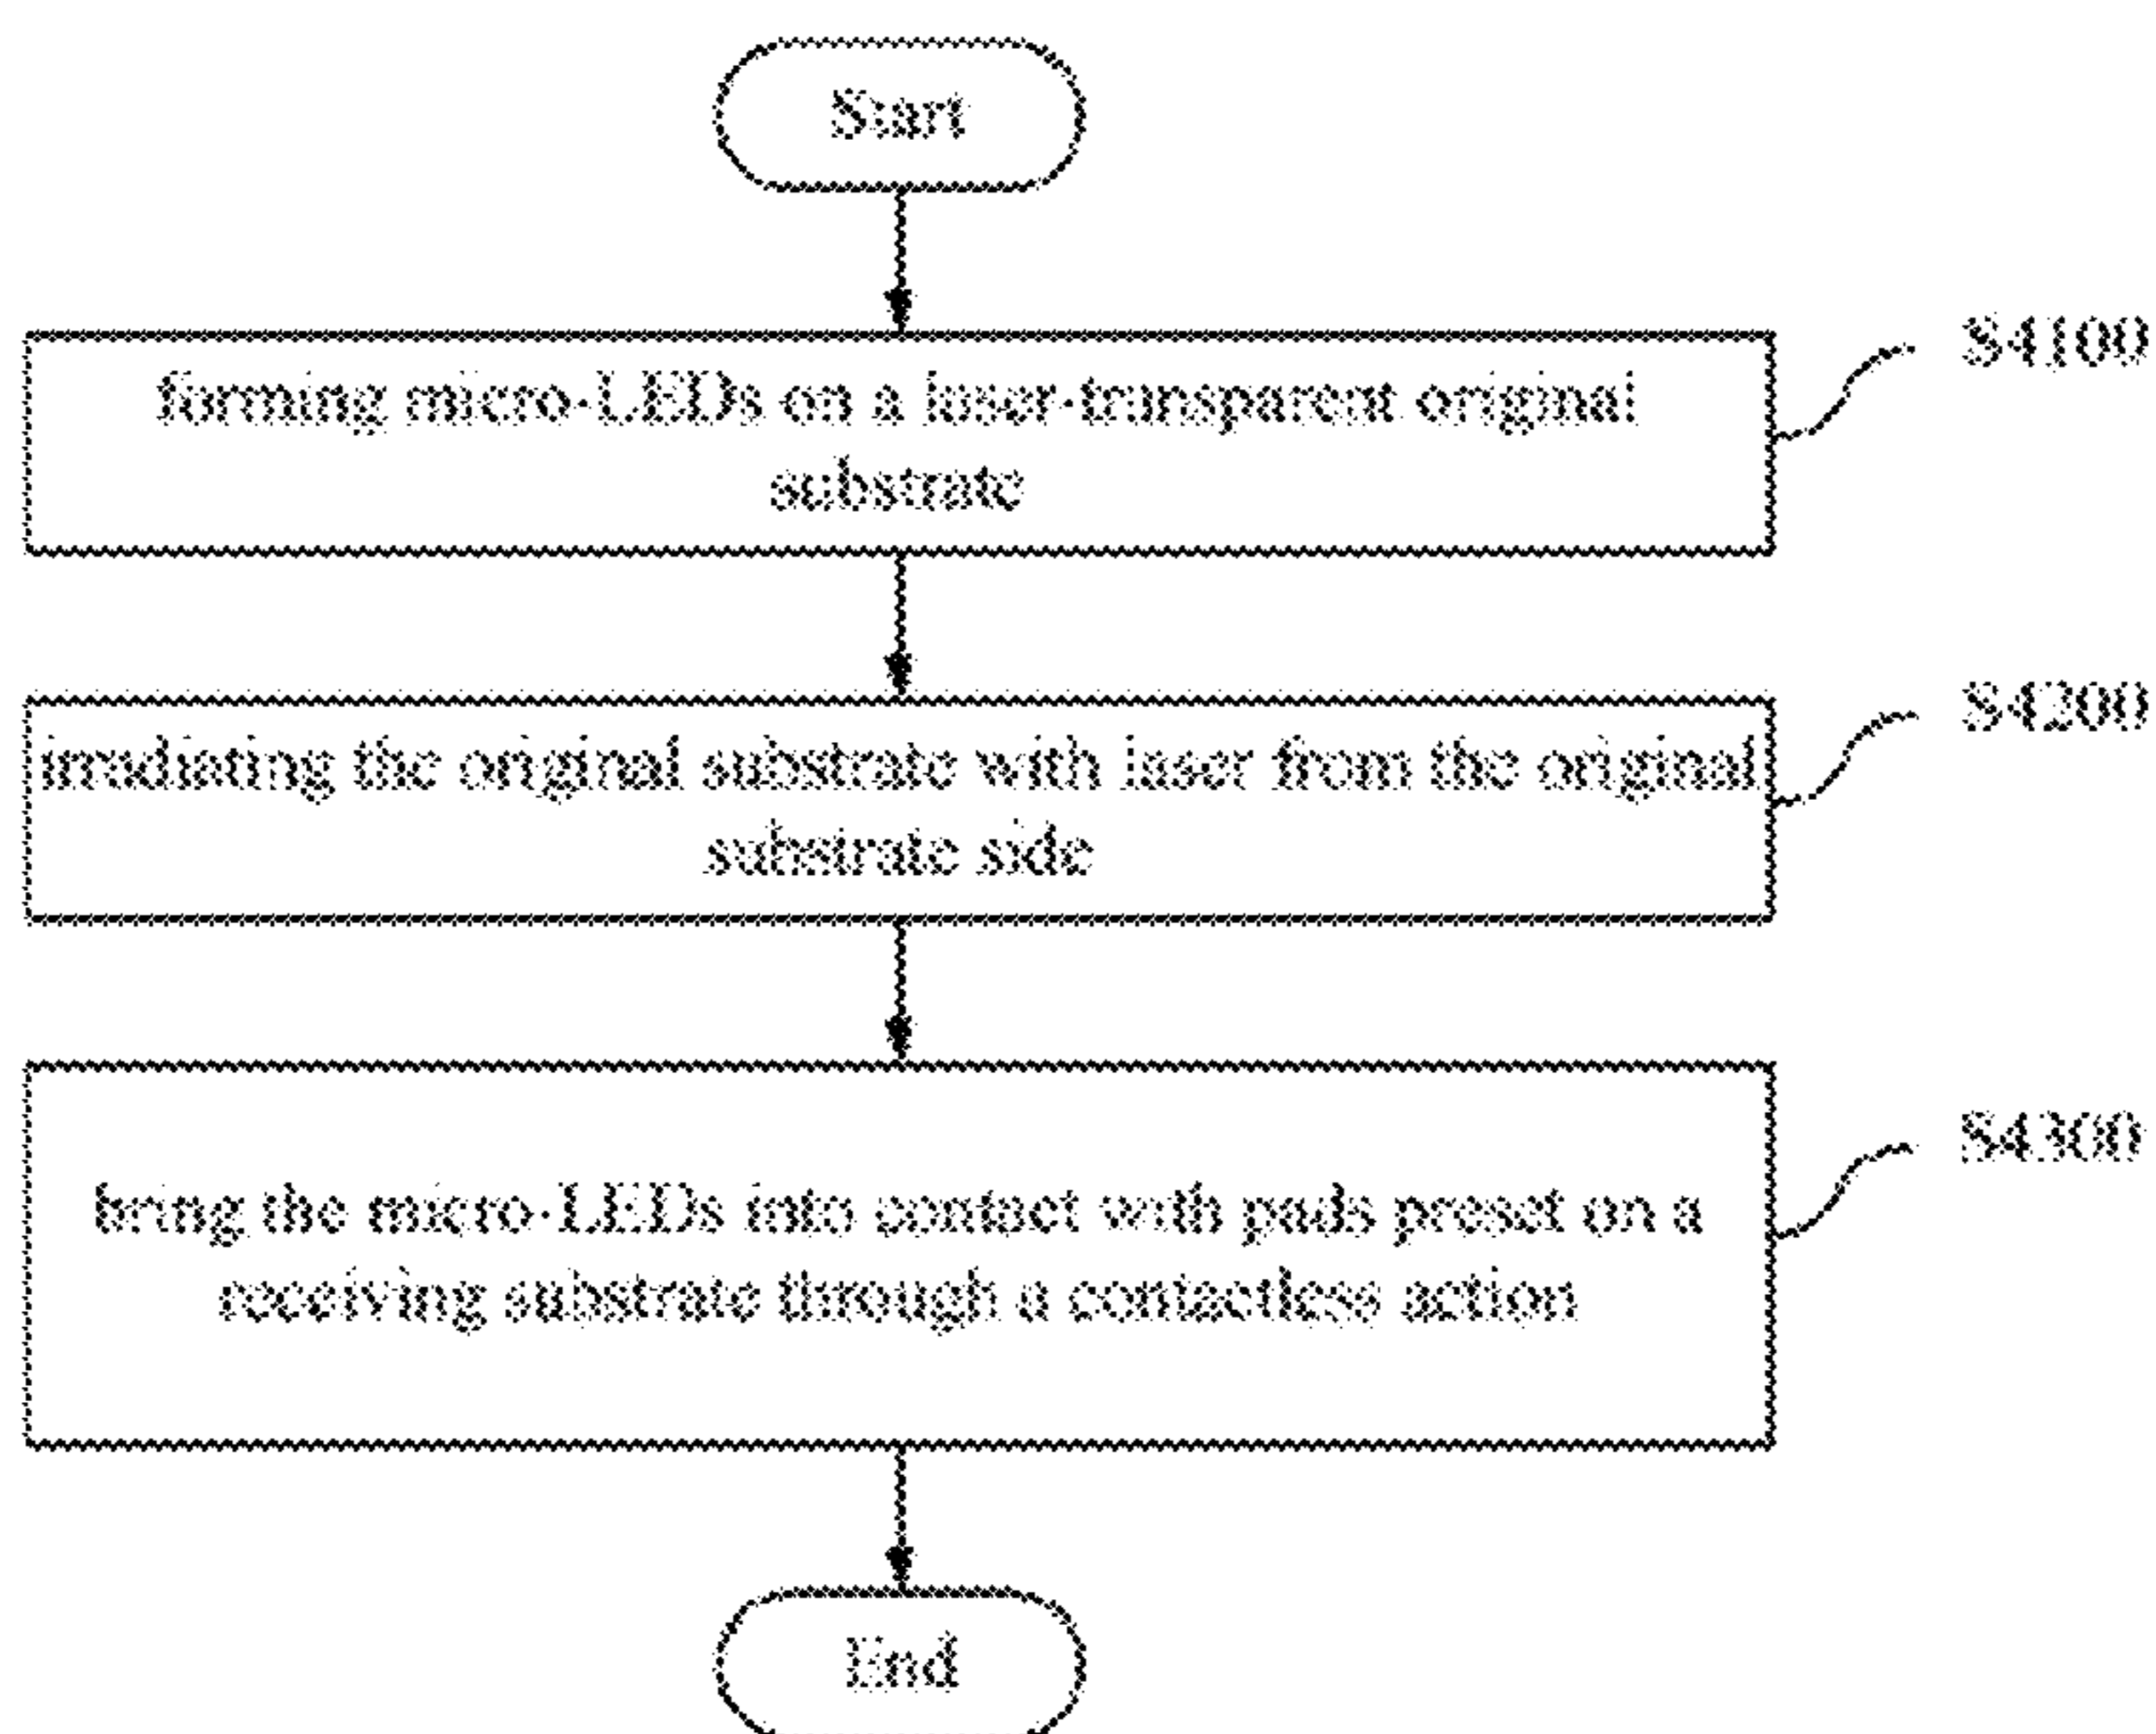 Start
S4100
forming micro-LEDs on a laser-transparent original
substrate
S4200
irradiating the original substrate with laser from the original
substrate side
S4300
bring the micro-LEDs into contact with pads preset on a
receiving substrate through a contactless action
End